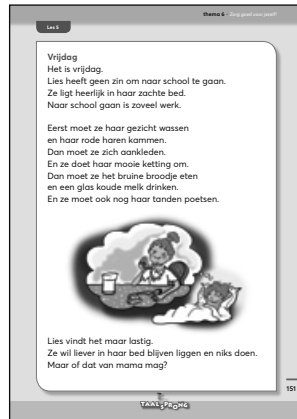 thema 6 Zorg goed voor jezelf!
Les 5
Vrijdag
Het is vrijdag.
Lies heeft geen zin om naar school te gaan.
Ze ligt heerlijk in haar zachte bed.
Naar school gaan is zoveel werk.
Eerst moet ze haar gezicht wassen
en haar rode haren kammen.
Dan moet ze zich aankleden.
En ze doet haar mooie ketting om.
Dan moet ze het bruine broodje eten
en een glas koude melk drinken.
En ze moet ook nog haar tanden poetsen.
Lies vindt het maar lastig.
Ze wil liever in haar bed blijven liggen en niks doen.
Maar of dat van mama mag?
151
TAALSPRONG